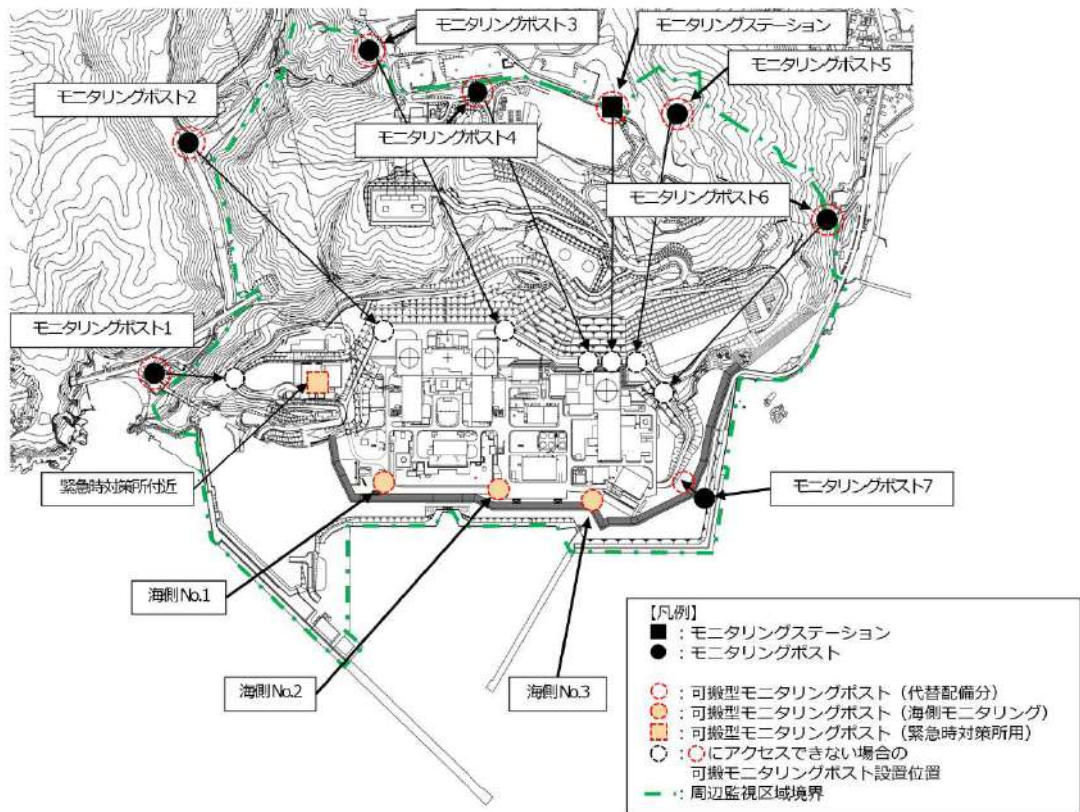 モニタリングポスト3
モニタリングステーション
モニタリングポスト5
モニタリングポスト2
モニタリングポスト4
モニタリングポスト6
モニタリングポスト1
緊急時対策所付近
モニタリングポスト7
海側No.1
海側No.2
海側No.3
【凡例】
■：モニタリングステーション
●：モニタリングポスト
：可搬型モニタリングポスト（代替配備分）
：可搬型モニタリングポスト（海側モニタリング）
：可搬型モニタリングポスト（緊急時対策所用）
：〇にアクセスできない場合の
可搬モニタリングポスト設置位置
：周辺監視区域境界